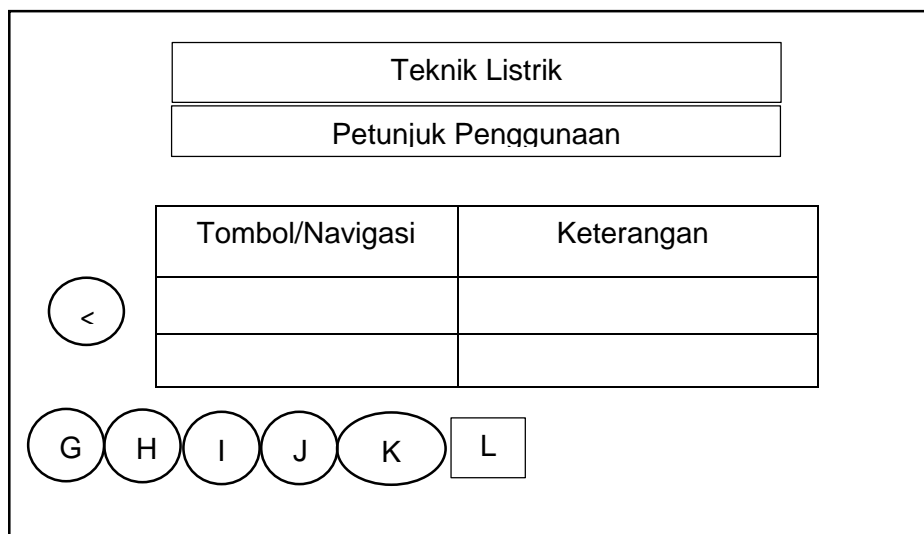 Teknik Listrik
Petunjuk Penggunaan
Tombol/Navigasi Keterangan
<
G H I J K L